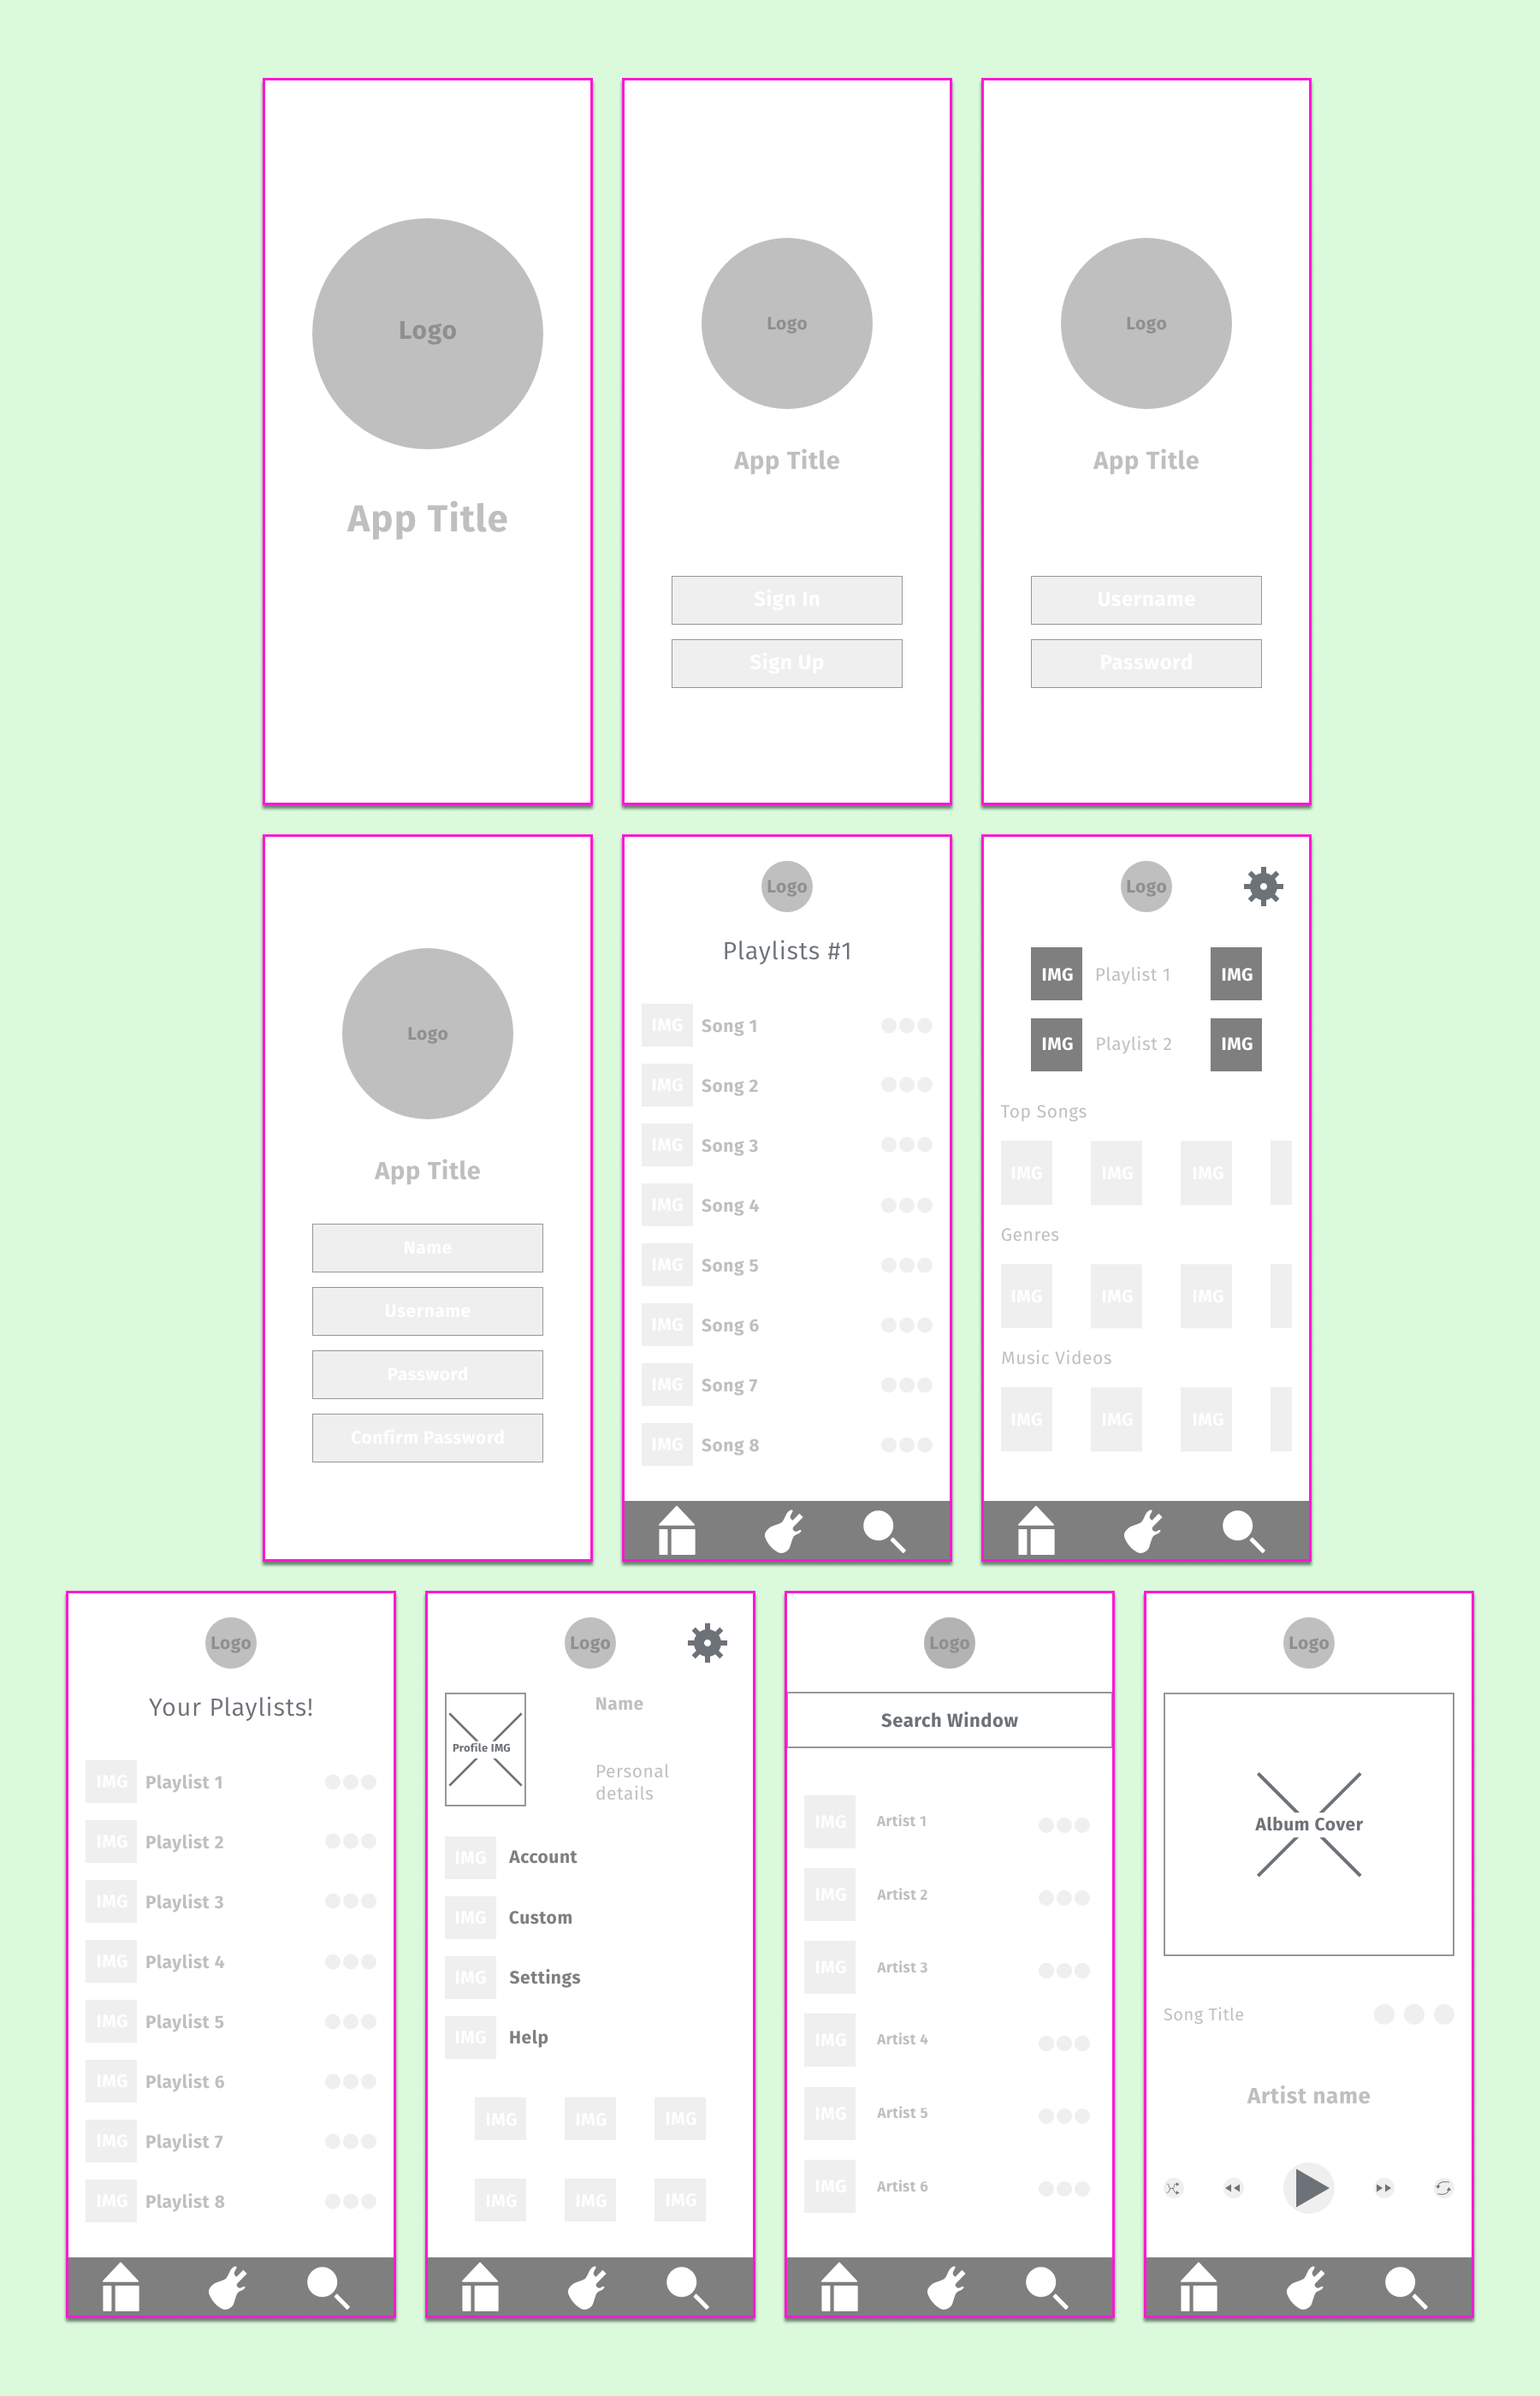 Logo
App Title
Logo
App Title
Sign In
Sign Up
Logo
App Title
Username
Password
Logo
App Title
Name
Username
Password
Confirm Password
Logo
Playlists #1
IMG Song 1
IMG Song 2
IMG Song 3
IMG Song 4
IMG Song 5
IMG Song 6
IMG Song 7
IMG Song 8
Logo
IMG Playlist 1 IMG
IMG Playlist 2 IMG
Top Songs
IMG IMG IMG
Genres
IMG IMG IMG
Music Videos
IMG IMG IMG
Logo
Your Playlists!
IMG Playlist 1
IMG Playlist 2
IMG Playlist 3
IMG Playlist 4
IMG Playlist 5
IMG Playlist 6
IMG Playlist 7
IMG Playlist 8
Logo
Profile IMG
Name
Personal
details
IMG Account
IMG Custom
IMG Settings
IMG Help
IMG IMG IMG
IMG IMG IMG
Logo
Search Window
IMG Artist 1
IMG Artist 2
IMG Artist 3
IMG Artist 4
IMG Artist 5
IMG Artist 6
Logo
Album Cover
Song Title
Artist name